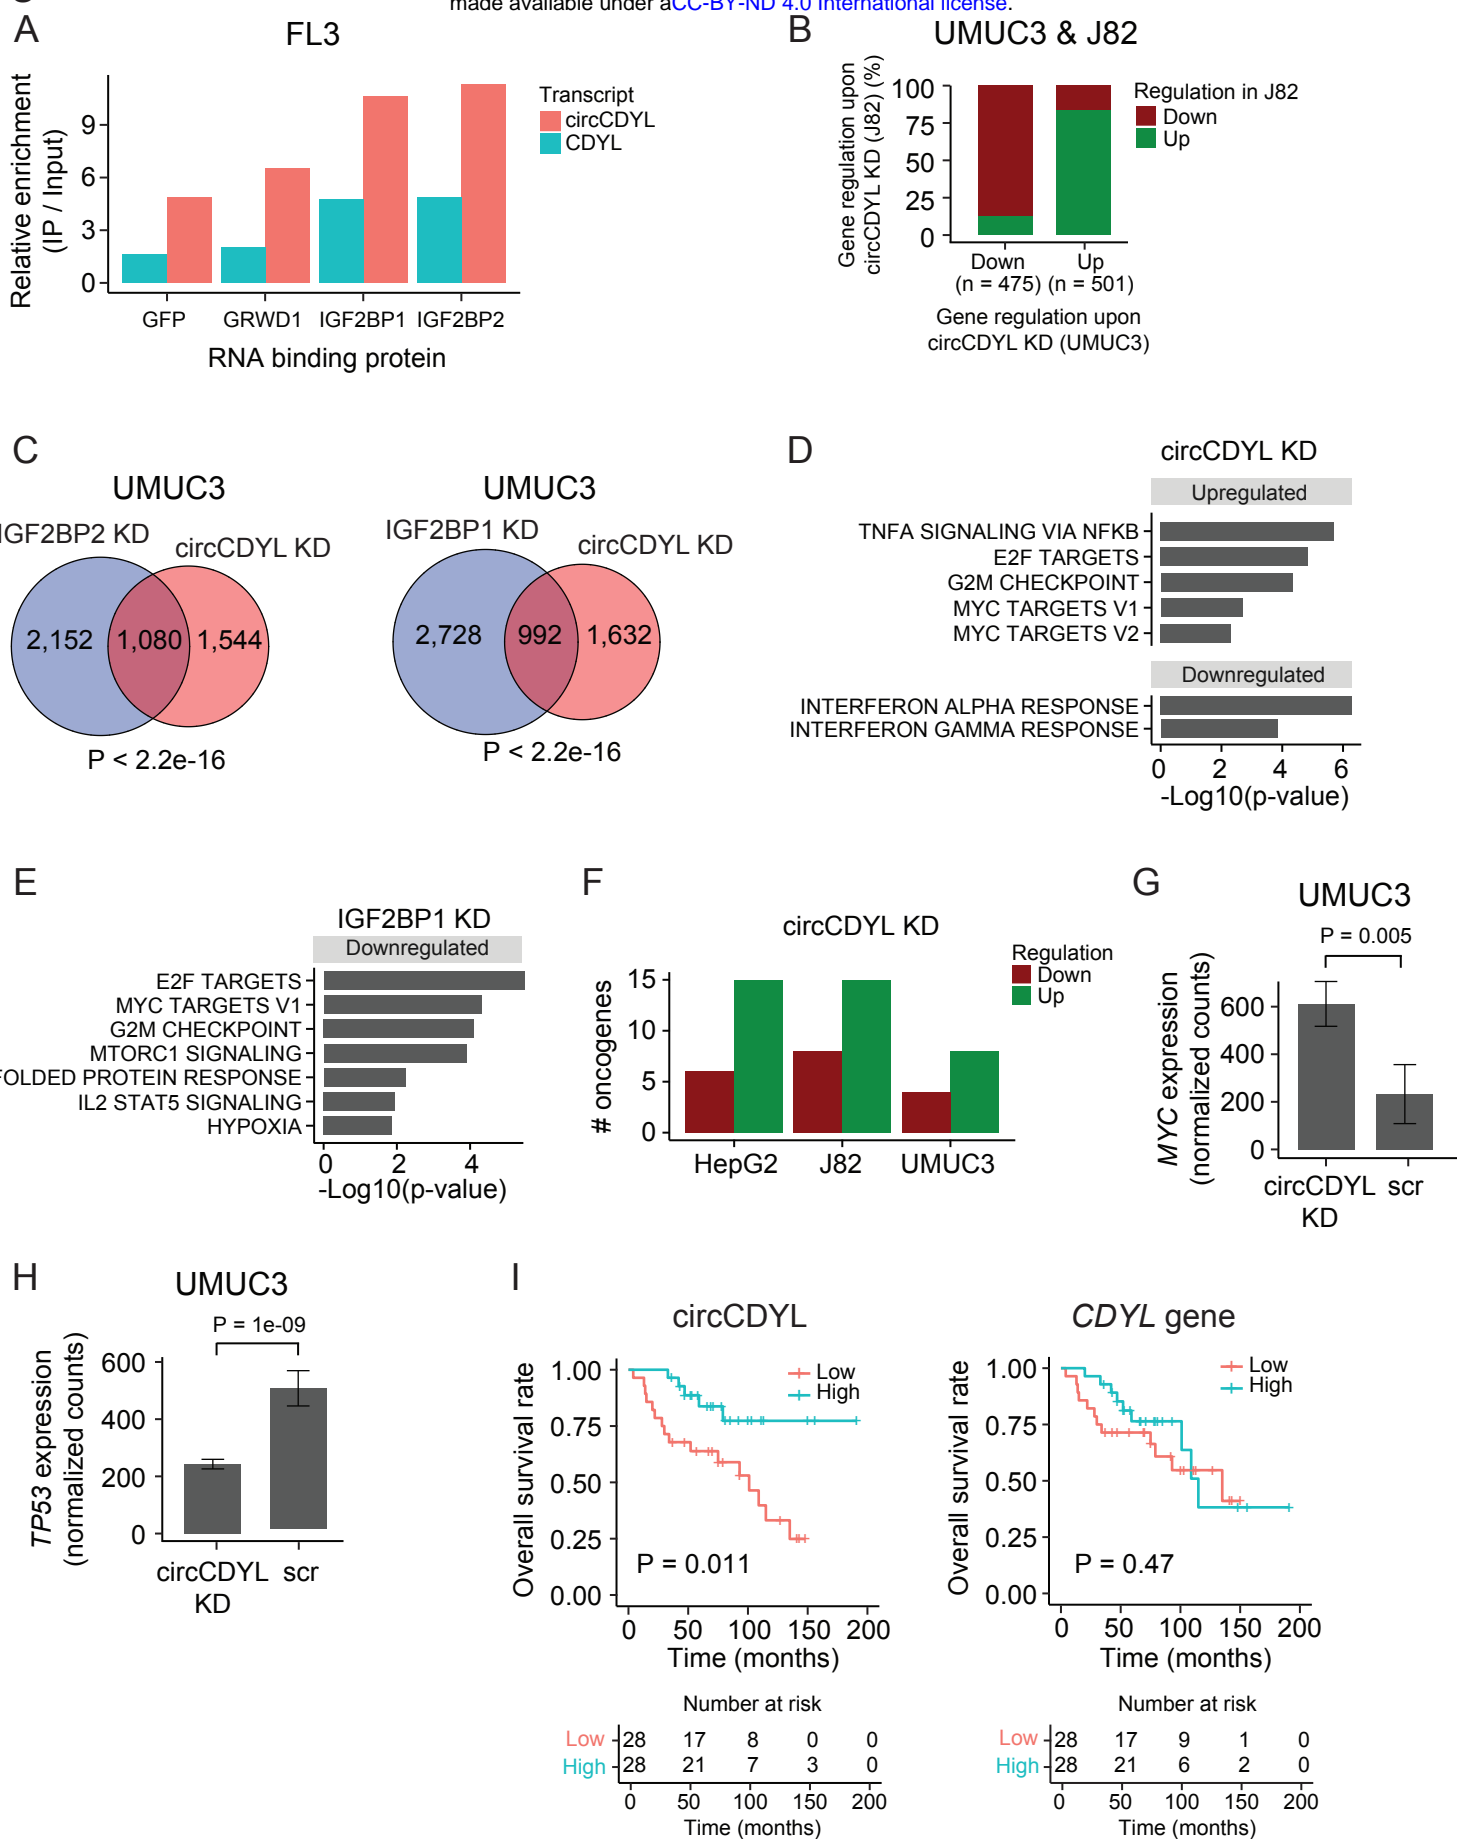 made available under aCC-BY-ND 4.0 International license.
A
FL3
Relative enrichment
(IP / Input)
9
6
3
0
GFP
GRWD1
IGF2BP1
IGF2BP2
RNA binding protein
Transcript
circCDYL
CDYL
B
UMUC3 & J82
Gene regulation upon
circCDYL KD (J82) (%)
100
75
50
25
0
Down
(n = 475)
Up
(n = 501)
Gene regulation upon
circCDYL KD (UMUC3)
Regulation in J82
Down
Up
C
UMUC3
IGF2BP2 KD
circCDYL KD
2,152
1,080
1,544
P < 2.2e-16
UMUC3
IGF2BP1 KD
circCDYL KD
2,728
992
1,632
P < 2.2e-16
D
circCDYL KD
Upregulated
TNFA SIGNALING VIA NFKB
E2F TARGETS
G2M CHECKPOINT
MYC TARGETS V1
MYC TARGETS V2
Downregulated
INTERFERON ALPHA RESPONSE
INTERFERON GAMMA RESPONSE
0 2 4 6
-Log10(p-value)
E
IGF2BP1 KD
Downregulated
E2F TARGETS
MYC TARGETS V1
G2M CHECKPOINT
MTORC1 SIGNALING
FOLDED PROTEIN RESPONSE
IL2 STAT5 SIGNALING
HYPOXIA
0 2 4
-Log10(p-value)
F
circCDYL KD
# oncogenes
15
10
5
0
HepG2
J82
UMUC3
Regulation
Down
Up
G
UMUC3
P = 0.005
MYC expression
(normalized counts)
600
400
200
0
circCDYL
KD
scr
H
UMUC3
P = 1e-09
TP53 expression
(normalized counts)
600
400
200
0
circCDYL
KD
scr
I
circCDYL
Overall survival rate
1.00
0.75
0.50
0.25
0.00
Low
High
P = 0.011
0 50 100 150 200
Time (months)
Number at risk
Low 28 17 8 0 0
High 28 21 7 3 0
0 50 100 150 200
Time (months)
CDYL gene
Overall survival rate
1.00
0.75
0.50
0.25
0.00
Low
High
P = 0.47
0 50 100 150 200
Time (months)
Number at risk
Low 28 17 9 1 0
High 28 21 6 2 0
0 50 100 150 200
Time (months)